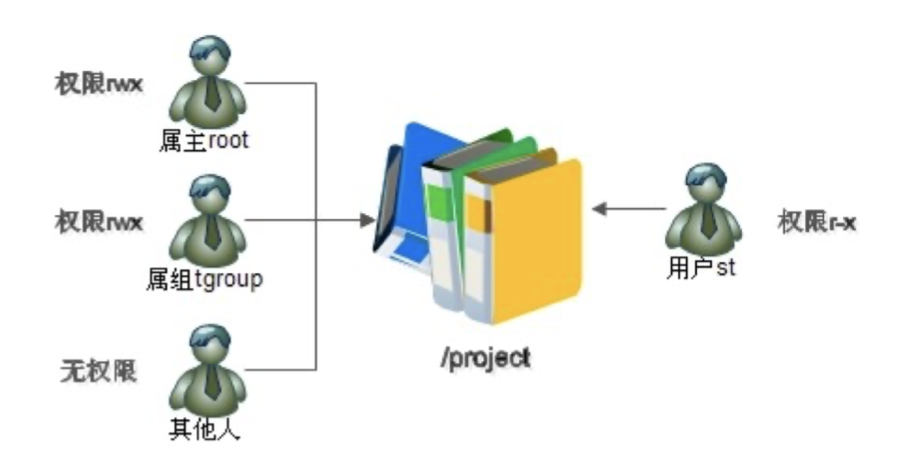 权限rwx
属主root
权限rwx
属组tgroup
无权限
其他人
/project
用户st
权限r-x